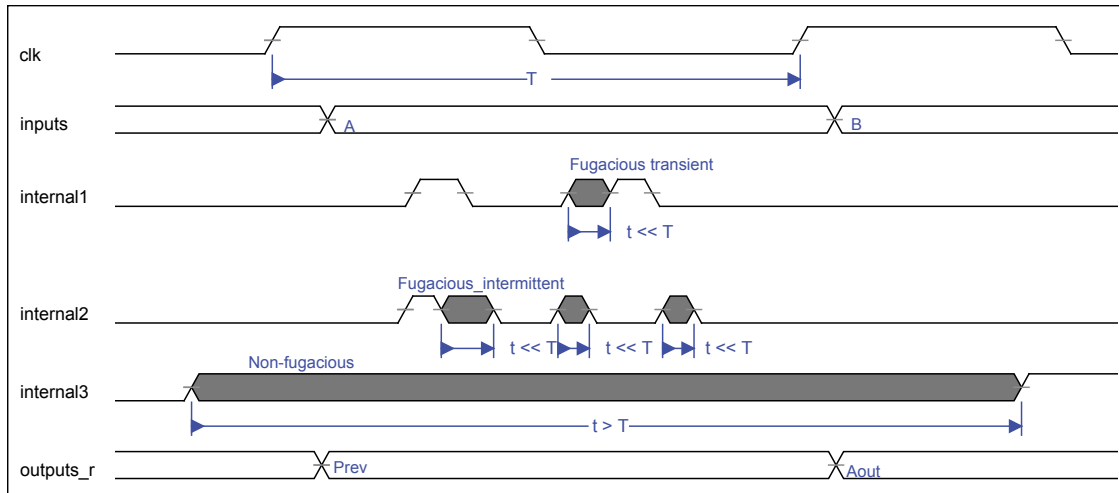 clk
T
inputs
A
B
Fugacious transient
internal1
t << T
Fugacious_intermittent
internal2
t << T
t << T
t << T
Non-fugacious
internal3
t > T
outputs_r
Prev
Aout